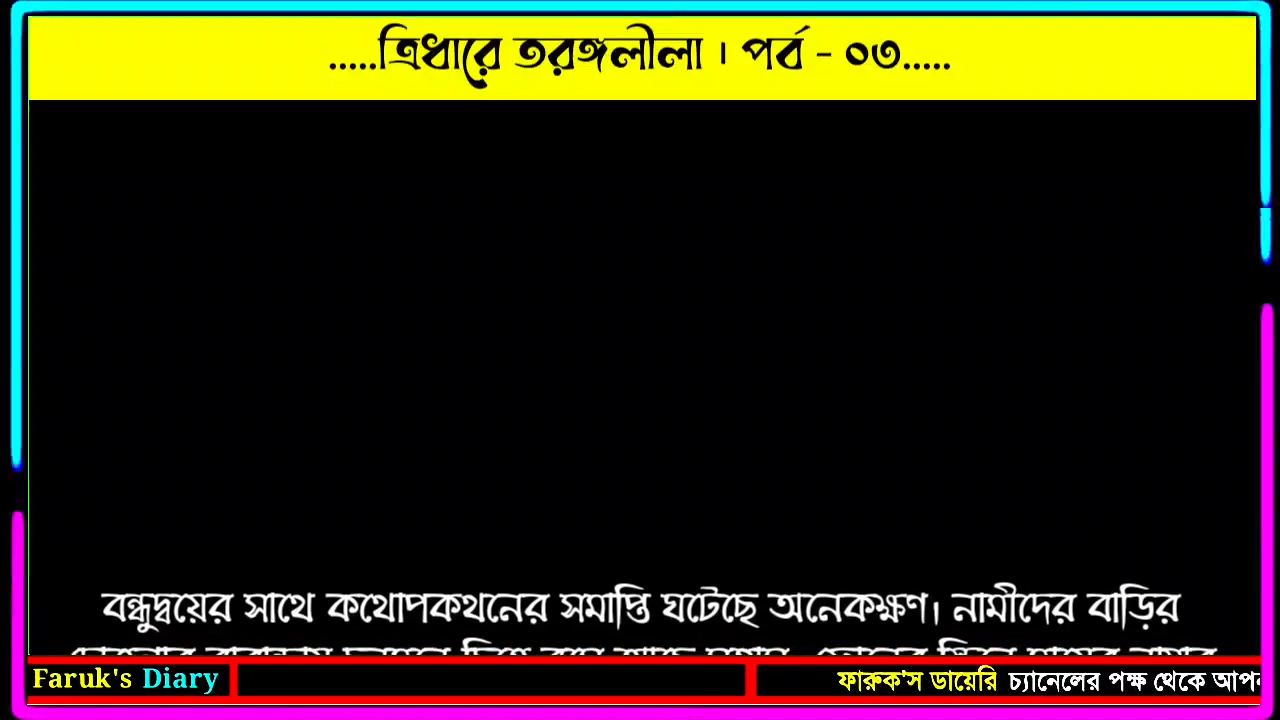 .....ত্রিধারে তরঙ্গলীলা । পর্ব - ০৩.....
বন্ধুদ্বয়ের সাথে কথোপকথনের সমাপ্তি ঘটেছে অনেকক্ষণ। নামীদের বাড়ির
Faruk's Diary
ফারুক'স ডায়েরি চ্যানেলের পক্ষ থেকে